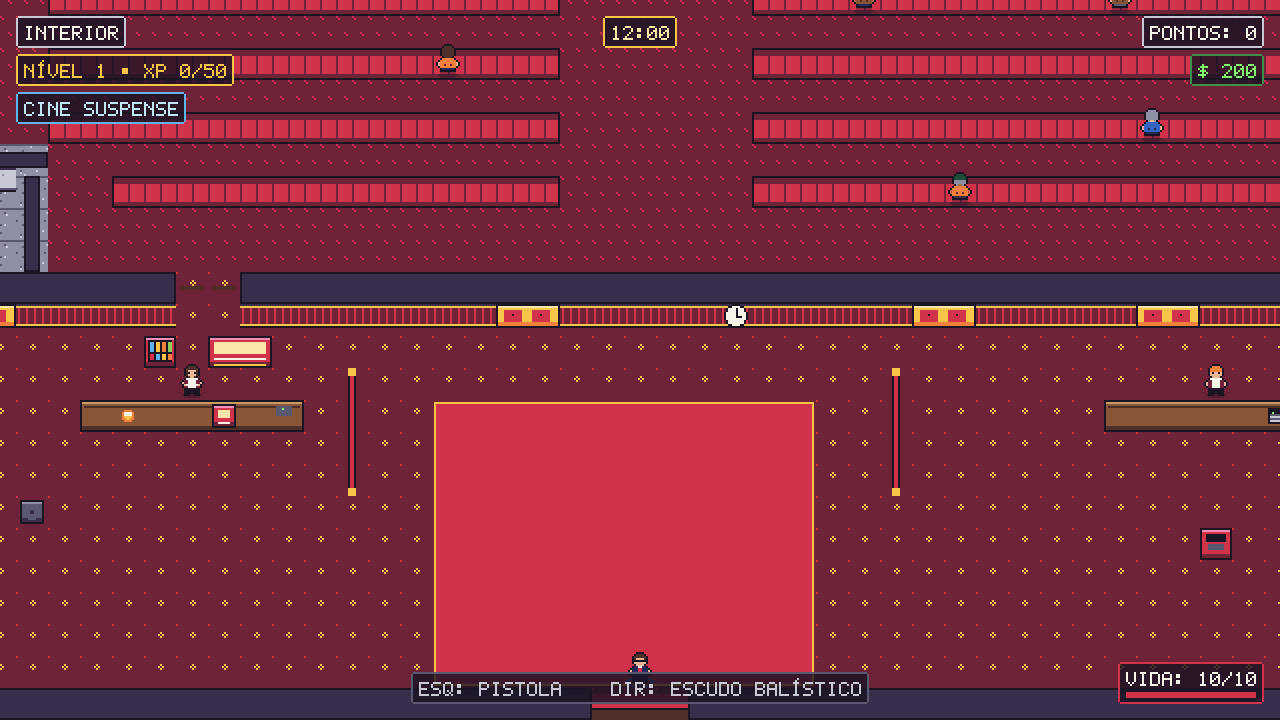 INTERIOR
12:00
PONTOS: 0
NÍVEL 1 ▪ XP 0/50
$ 200
CINE SUSPENSE
ESQ: PISTOLA DIR: ESCUDO BALÍSTICO
VIDA: 10/10